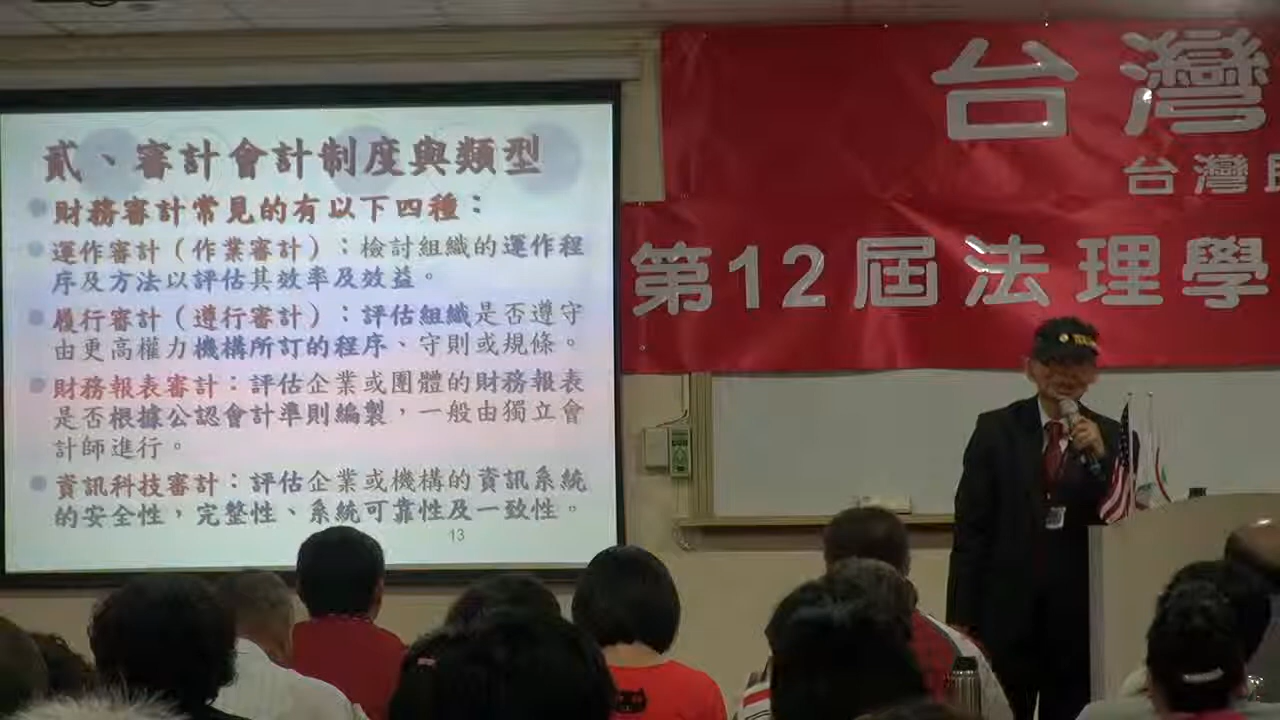 貳、審計會計制度與類型
財務審計常見的有以下四種：
運作審計（作業審計）：檢討組織的運作程
序及方法以評估其效率及效益。
履行審計（遵行審計）：評估組織是否遵守
由更高權力機構所訂的程序、守則或規條。
財務報表審計：評估企業或團體的財務報表
是否根據公認會計準則編製，一般由獨立會
計師進行。
資訊科技審計：評估企業或機構的資訊系統
的安全性，完整性、系統可靠性及一致性。
13
台灣
台灣
第12屆法理學